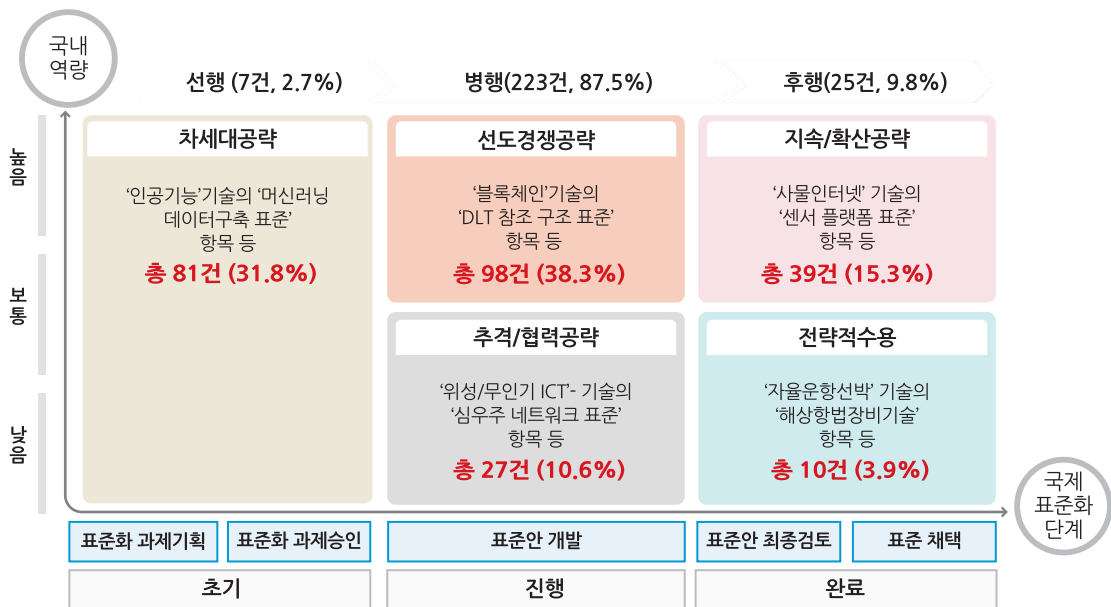 국내
역량
선행 (7건, 2.7%)
병행(223건, 87.5%)
후행(25건, 9.8%)
높음
보통
낮음
차세대공략
‘인공기능’기술의 ‘머신러닝
데이터구축 표준’
항목 등
총 81건 (31.8%)
선도경쟁공략
‘블록체인’기술의
‘DLT 참조 구조 표준’
항목 등
총 98건 (38.3%)
지속/확산공략
‘사물인터넷’ 기술의
‘센서 플랫폼 표준’
항목 등
총 39건 (15.3%)
추격/협력공략
‘위성/무인기 ICT’- 기술의
‘심우주 네트워크 표준’
항목 등
총 27건 (10.6%)
전략적수용
‘자율운항선박’ 기술의
‘해상항법장비기술’
항목 등
총 10건 (3.9%)
국제
표준화
단계
표준화 과제기획
표준화 과제승인
표준안 개발
표준안 최종검토
표준 채택
초기
진행
완료